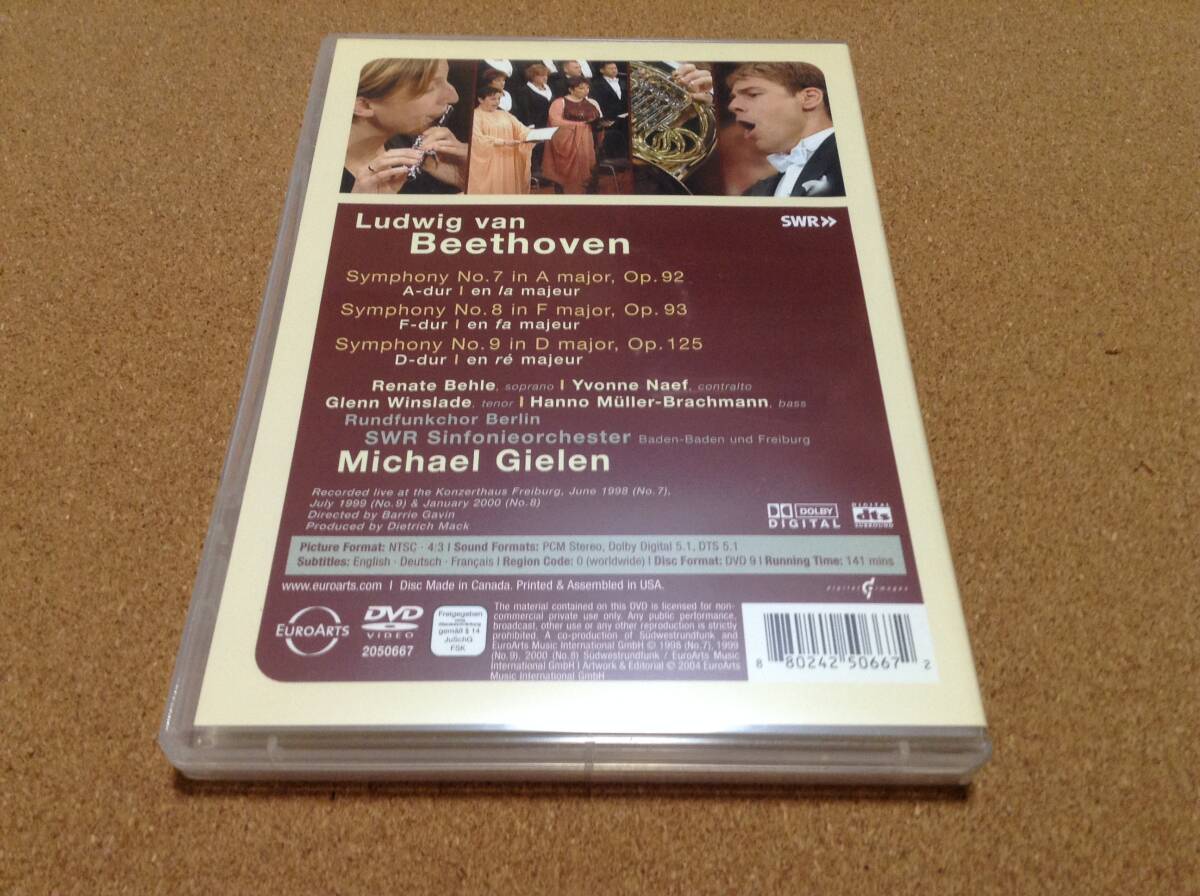 Ludwig van
Beethoven
SWR»
Symphony No.7 in A major, Op.92
A-dur | en la majeur
Symphony No.8 in F major, Op.93
F-dur | en fa majeur
Symphony No.9 in D major, Op.125
D-dur | en ré majeur
Renate Behle, soprano | Yvonne Naef, contralto
Glenn Winslade, tenor | Hanno Müller-Brachmann, bass
Rundfunkchor Berlin
SWR Sinfonieorchester Baden-Baden und Freiburg
Michael Gielen
Recorded live at the Konzerthaus Freiburg, June 1998 (No.7),
July 1999 (No.9) & January 2000 (No.8)
Directed by Barrie Gavin
Produced by Dietrich Mack
DOLBY
DIGITAL
DIGITAL
dts
SURROUND
Picture Format: NTSC · 4:3 | Sound Formats: PCM Stereo, Dolby Digital 5.1, DTS 5.1
Subtitles: English · Deutsch · Français | Region Code: 0 (worldwide) | Disc Format: DVD 9 | Running Time: 141 mins
www.euroarts.com | Disc Made in Canada. Printed & Assembled in USA.
digital images
EUROARTS
DVD
VIDEO
2050667
Freigegeben
gemäß § 14
JuSchG
FSK
The material contained on this DVD is licensed for non-
commercial private use only. Any public performance,
broadcast, other use or any other reproduction is strictly
prohibited. A co-production of Südwestrundfunk and
EuroArts Music International GmbH © 1998 (No.7), 1999
(No.9), 2000 (No.8) Südwestrundfunk / EuroArts Music
International GmbH | Artwork & Editorial © 2004 EuroArts
Music International GmbH
8 80242 50667 2